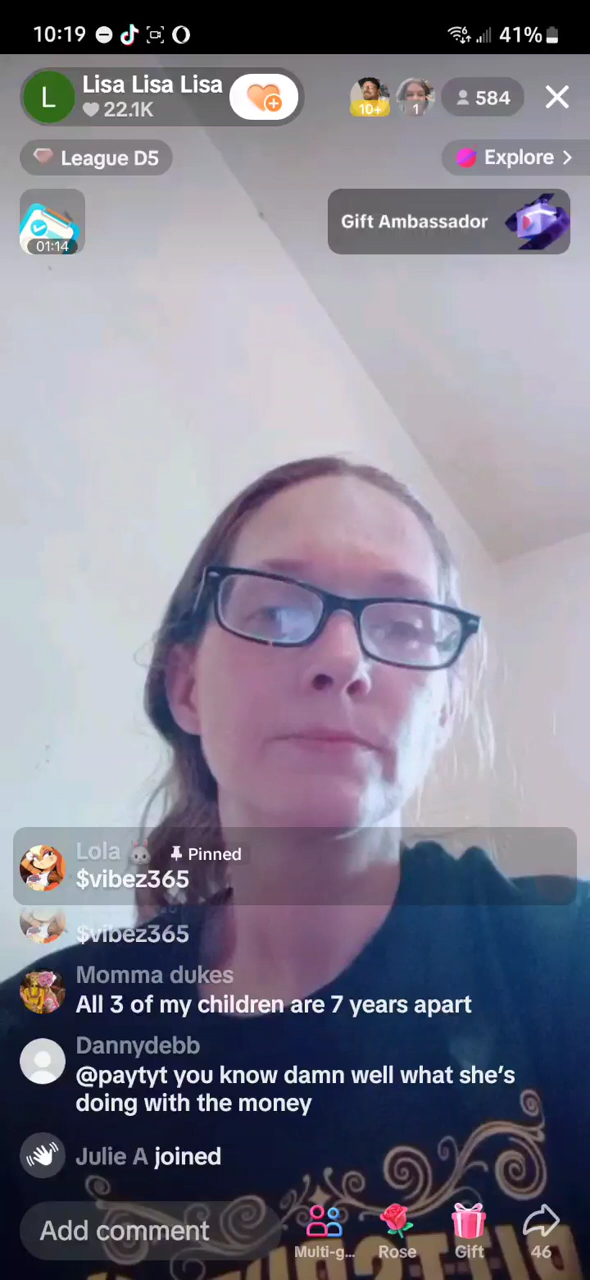 10:19
41%
Lisa Lisa Lisa
22.1K
10+
1
584
League D5
Explore
01:14
Gift Ambassador
L
Lola
Pinned
$vibez365
$vibez365
Momma dukes
All 3 of my children are 7 years apart
Dannydebb
@paytyt you know damn well what she's
doing with the money
Julie A joined
Add comment
Multi-g...
Rose
Gift
46